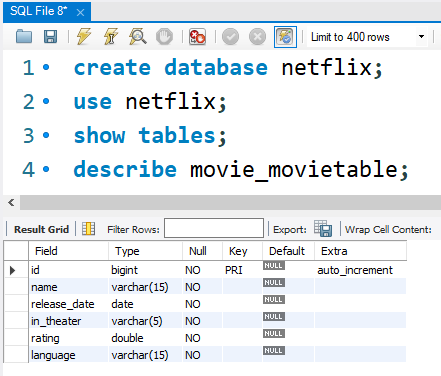 SQL File 8*
Limit to 400 rows
1 create database netflix;
2 use netflix;
3 show tables;
4 describe movie_movietable;
Result Grid Filter Rows: Export: Wrap Cell Content:
Field Type Null Key Default Extra
id bigint NO PRI NULL auto_increment
name varchar(15) NO NULL
release_date date NO NULL
in_theater varchar(5) NO NULL
rating double NO NULL
language varchar(15) NO NULL